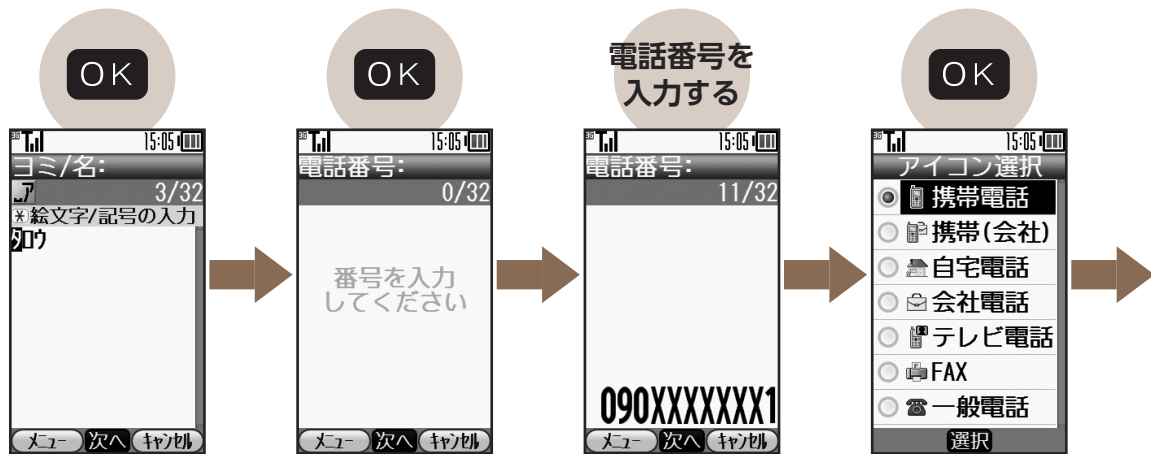 OK
3G 15:05
ヨミ/名:
ア 3/32
*絵文字/記号の入力
タロウ
メニュー 次へ キャンセル
OK
3G 15:05
電話番号:
0/32
番号を入力
してください
メニュー 次へ キャンセル
電話番号を
入力する
3G 15:05
電話番号:
11/32
090XXXXXXX1
メニュー 次へ キャンセル
OK
3G 15:05
アイコン選択
携帯電話
携帯(会社)
自宅電話
会社電話
テレビ電話
FAX
一般電話
選択